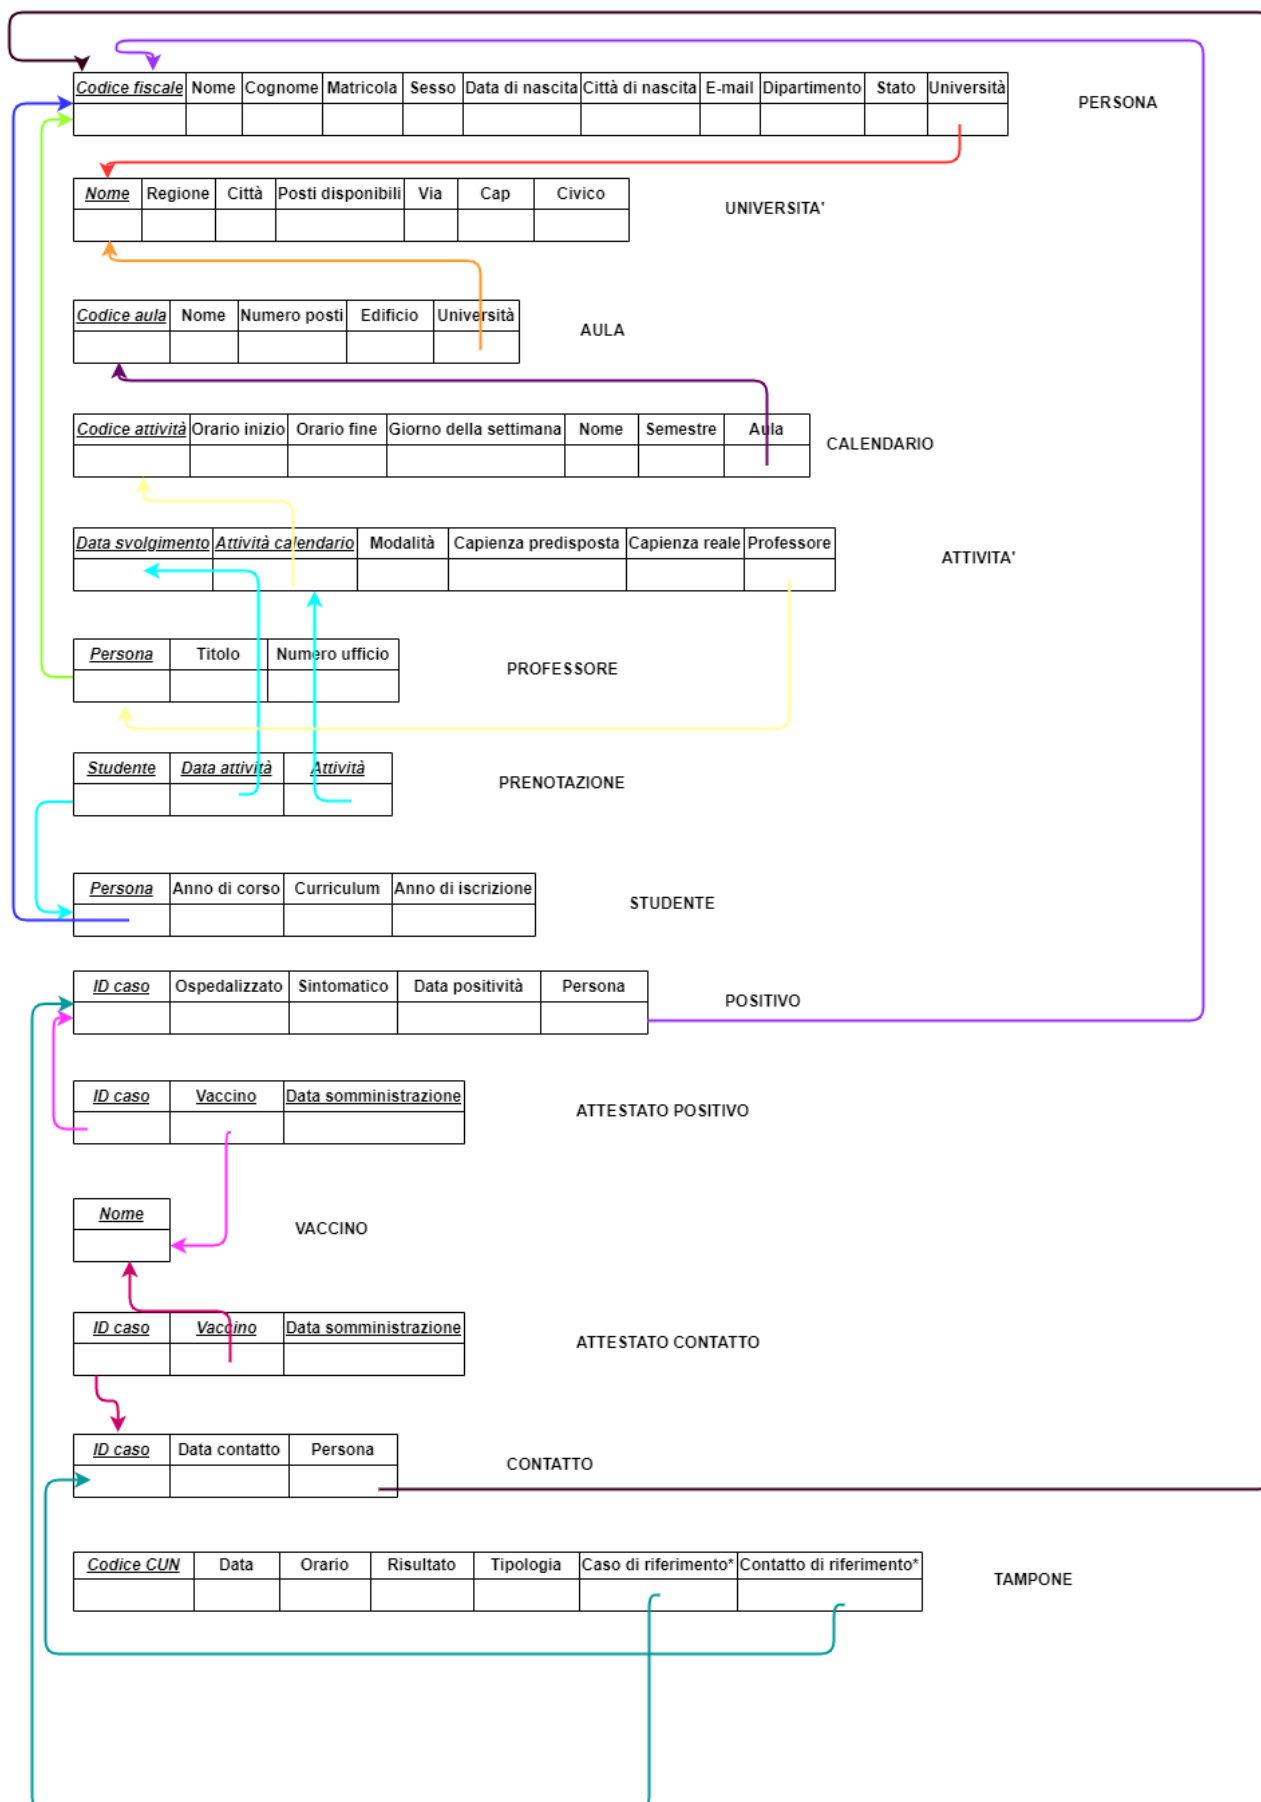 Codice fiscale Nome Cognome Matricola Sesso Data di nascita Città di nascita E-mail Dipartimento Stato Università
PERSONA
Nome Regione Città Posti disponibili Via Cap Civico
UNIVERSITA'
Codice aula Nome Numero posti Edificio Università
AULA
Codice attività Orario inizio Orario fine Giorno della settimana Nome Semestre Aula
CALENDARIO
Data svolgimento Attività calendario Modalità Capienza predisposta Capienza reale Professore
ATTIVITA'
Persona Titolo Numero ufficio
PROFESSORE
Studente Data attività Attività
PRENOTAZIONE
Persona Anno di corso Curriculum Anno di iscrizione
STUDENTE
ID caso Ospedalizzato Sintomatico Data positività Persona
POSITIVO
ID caso Vaccino Data somministrazione
ATTESTATO POSITIVO
Nome
VACCINO
ID caso Vaccino Data somministrazione
ATTESTATO CONTATTO
ID caso Data contatto Persona
CONTATTO
Codice CUN Data Orario Risultato Tipologia Caso di riferimento* Contatto di riferimento*
TAMPONE